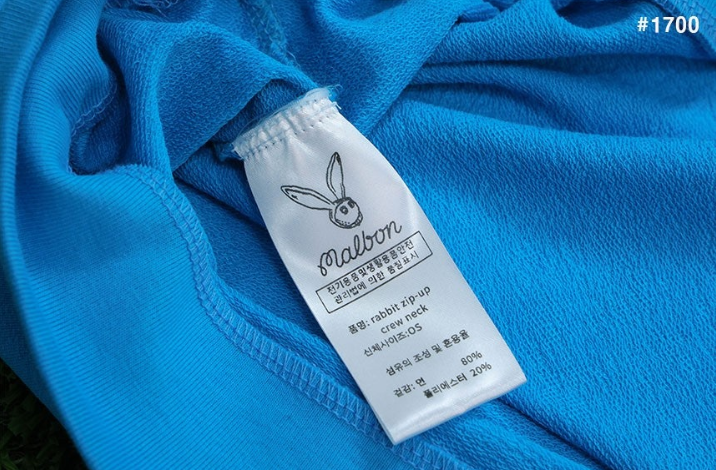 #1700
malbon
전기용품및생활용품안전
관리법에 의한 품질표시
품명: rabbit zip-up
crew neck
신체사이즈;OS
섬유의 조성 및 혼용율
겉감: 면 80%
폴리에스터 20%